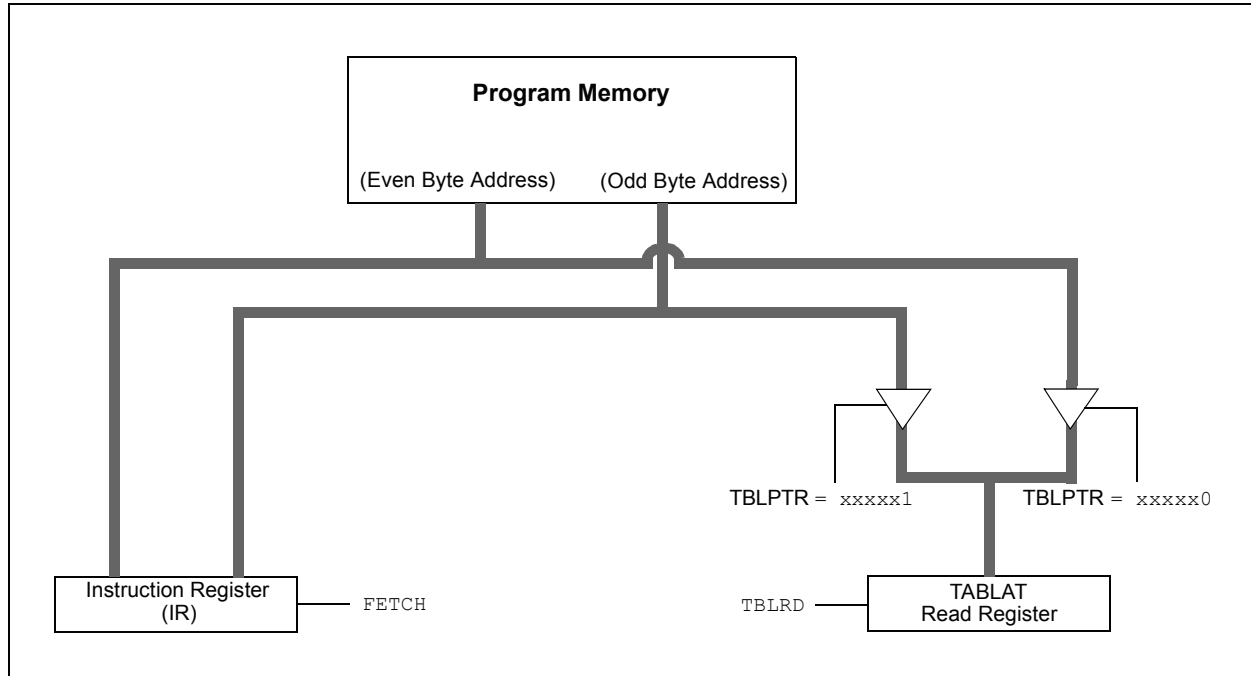 Program Memory
(Even Byte Address) (Odd Byte Address)
TBLPTR = xxxxx1 TBLPTR = xxxxx0
Instruction Register
(IR)
FETCH
TBLRD
TABLAT
Read Register